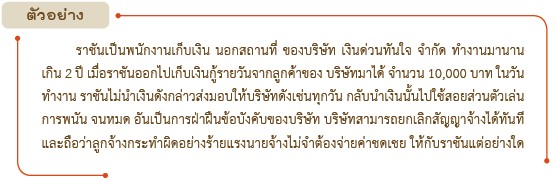 ตัวอย่าง
ราชันเป็นพนักงานเก็บเงิน นอกสถานที่ ของบริษัท เงินด่วนทันใจ จำกัด ทำงานมานาน
เกิน 2 ปี เมื่อราชันออกไปเก็บเงินกู้รายวันจากลูกค้าของ บริษัทมาได้ จำนวน 10,000 บาท ในวัน
ทำงาน ราชันไม่นำเงินดังกล่าวส่งมอบให้บริษัทดังเช่นทุกวัน กลับนำเงินนั้นไปใช้สอยส่วนตัวเล่น
การพนัน จนหมด อันเป็นการฝ่าฝืนข้อบังคับของบริษัท บริษัทสามารถยกเลิกสัญญาจ้างได้ทันที
และถือว่าลูกจ้างกระทำผิดอย่างร้ายแรงนายจ้างไม่จำต้องจ่ายค่าชดเชย ให้กับราชันแต่อย่างใด